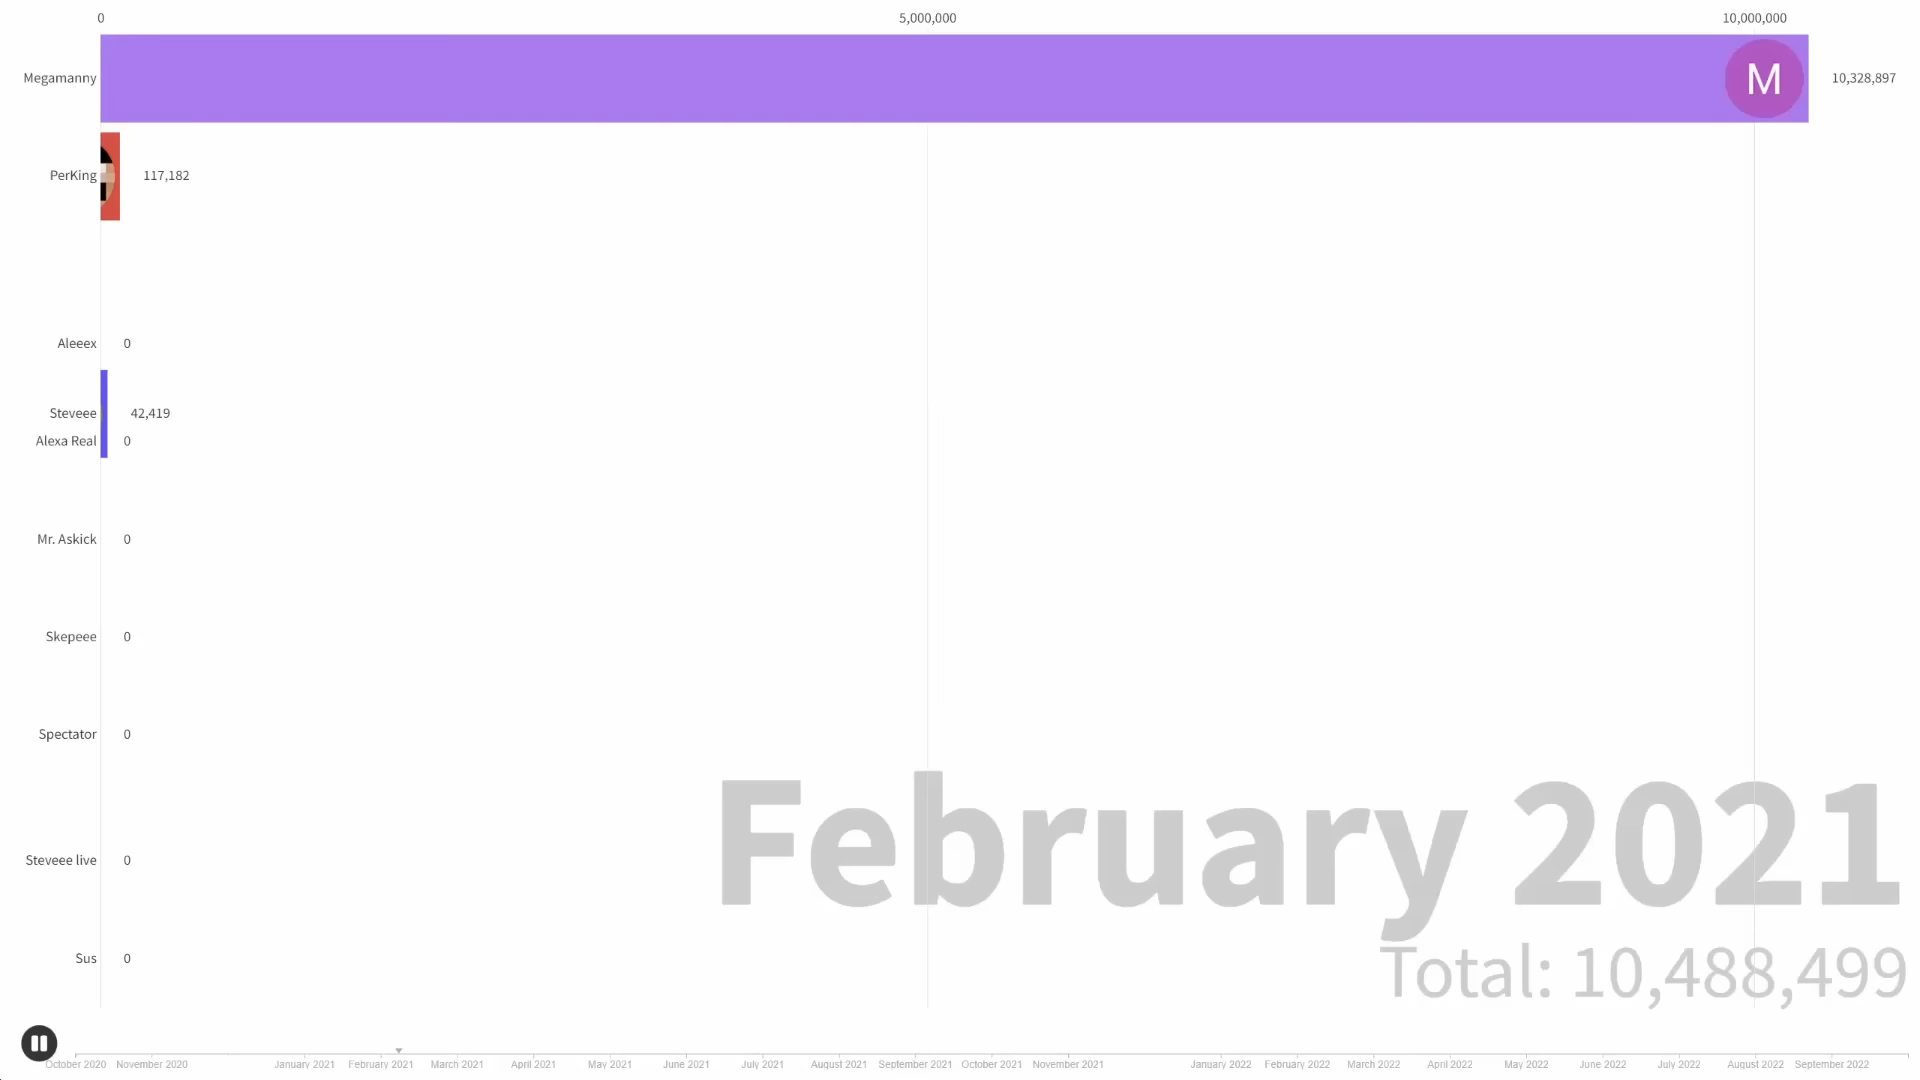 0 5,000,000 10,000,000
Megamanny M 10,328,897
PerKing 117,182
Aleeex 0
Steveee 42,419
Alexa Real 0
Mr. Askick 0
Skepeee 0
Spectator 0
February 2021
Steveee live 0
Sus 0
Total: 10,488,499
October 2020 November 2020 January 2021 February 2021 March 2021 April 2021 May 2021 June 2021 July 2021 August 2021 September 2021 October 2021 November 2021 January 2022 February 2022 March 2022 April 2022 May 2022 June 2022 July 2022 August 2022 September 2022